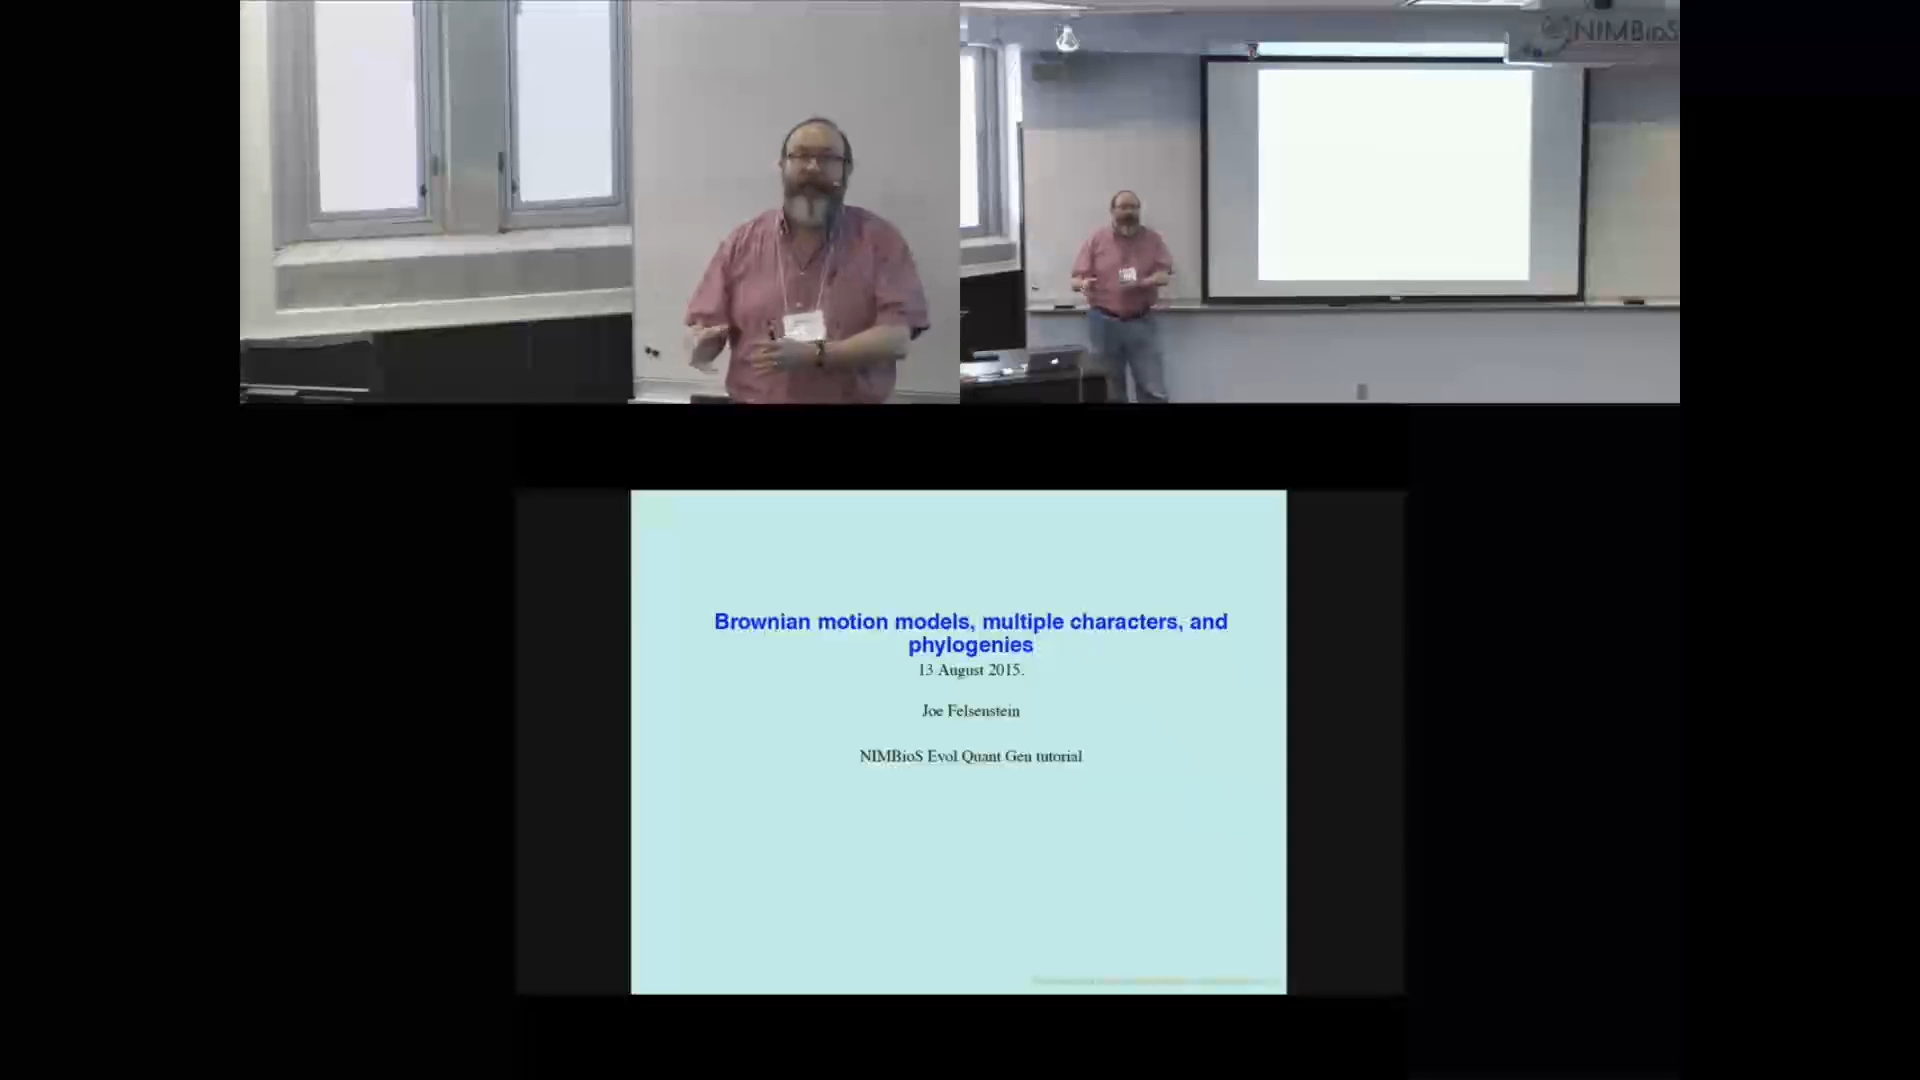 NIMBioS
Brownian motion models, multiple characters, and
phylogenies
13 August 2015.
Joe Felsenstein
NIMBioS Evol Quant Gen tutorial